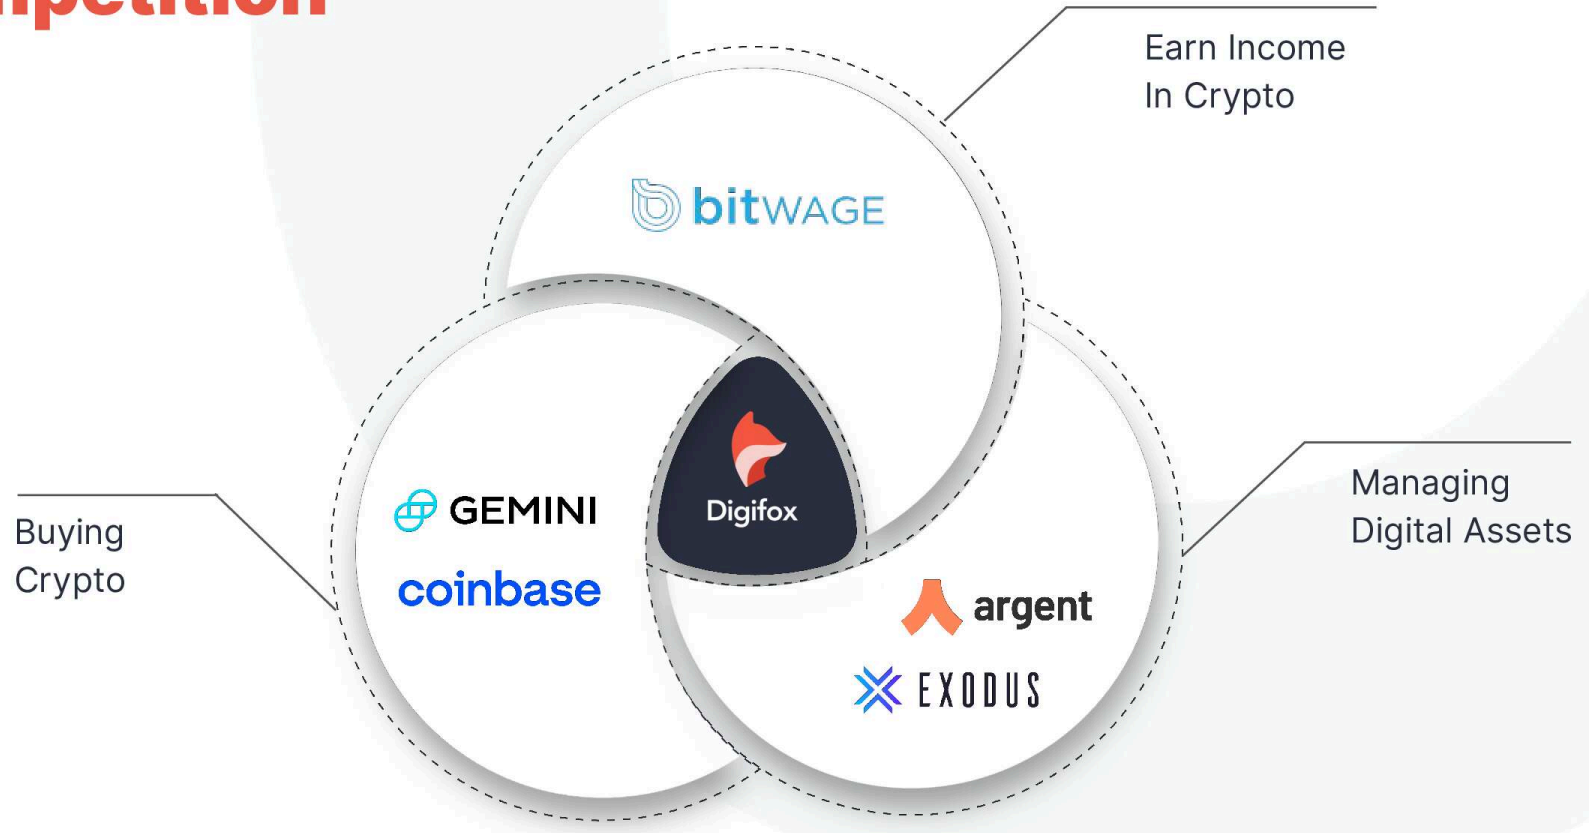 Earn Income
In Crypto
bitWAGE
Digifox
GEMINI
coinbase
Buying
Crypto
Managing
Digital Assets
argent
EXODUS